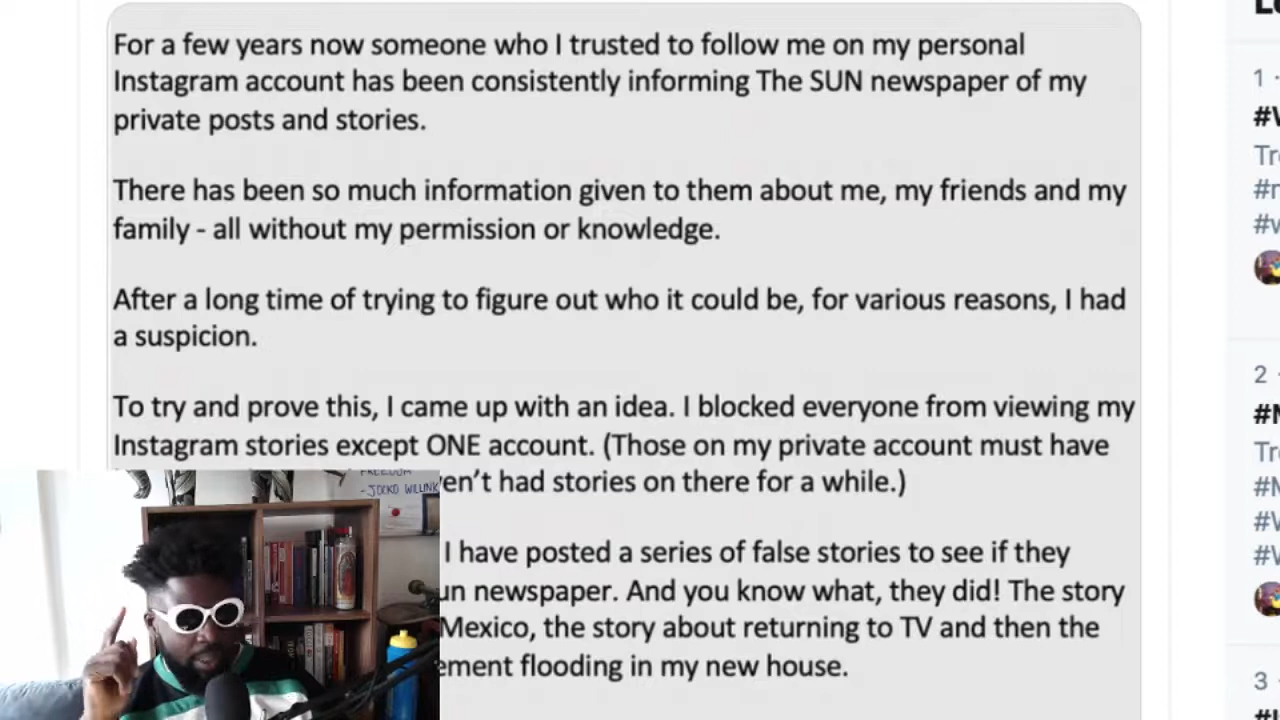 For a few years now someone who I trusted to follow me on my personal
Instagram account has been consistently informing The SUN newspaper of my
private posts and stories.
There has been so much information given to them about me, my friends and my
family - all without my permission or knowledge.
After a long time of trying to figure out who it could be, for various reasons, I had
a suspicion.
To try and prove this, I came up with an idea. I blocked everyone from viewing my
Instagram stories except ONE account. (Those on my private account must have
en't had stories on there for a while.)
I have posted a series of false stories to see if they
un newspaper. And you know what, they did! The story
Mexico, the story about returning to TV and then the
ement flooding in my new house.
FREEDOM
-JOCKO WILLINK
1 ·
#V
Tre
#n
#w
2 ·
#N
Tre
#M
#W
#W
3 ·